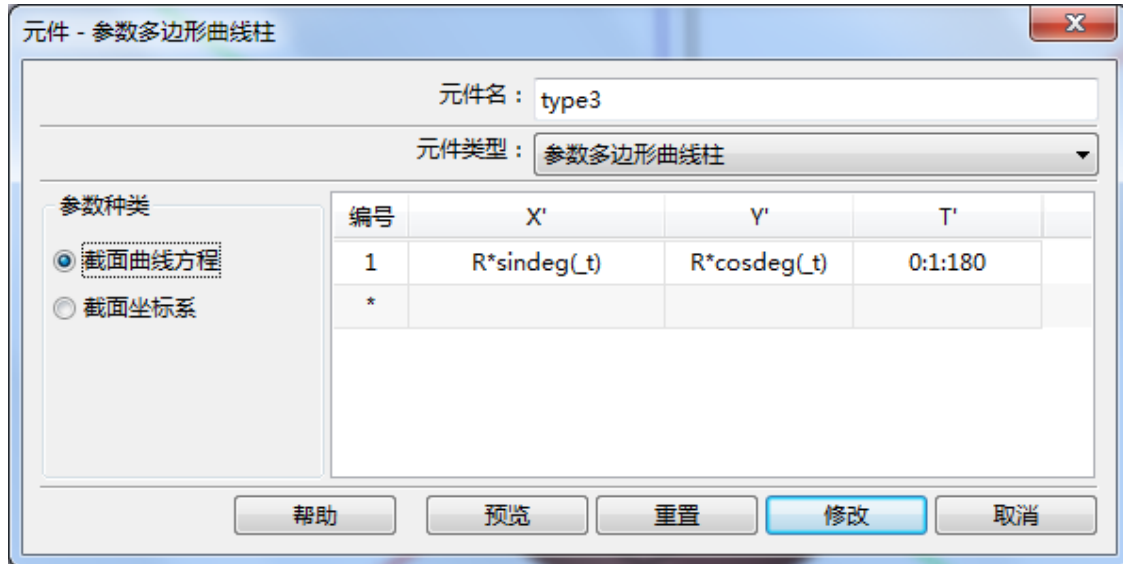 元件 - 参数多边形曲线柱
元件名： type3
元件类型： 参数多边形曲线柱
参数种类
截面曲线方程
截面坐标系
编号 X' Y' T'
1 R*sindeg(_t) R*cosdeg(_t) 0:1:180
*
帮助 预览 重置 修改 取消